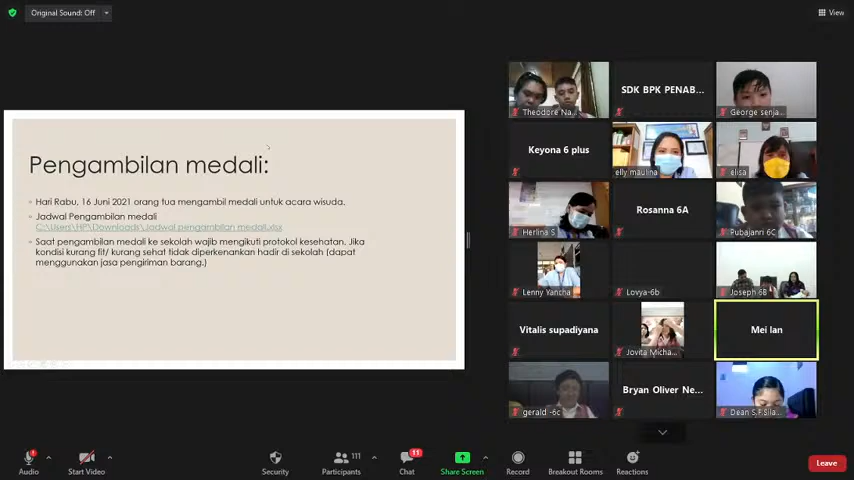 Original Sound: Off
View
Pengambilan medali:
Hari Rabu, 16 Juni 2021 orang tua mengambil medali untuk acara wisuda.
Jadwal Pengambilan medali
C:\Users\HP\Downloads\Jadwal pengambilan medali.xlsx
Saat pengambilan medali ke sekolah wajib mengikuti protokol kesehatan. Jika
kondisi kurang fit/ kurang sehat tidak diperkenankan hadir di sekolah (dapat
menggunakan jasa pengiriman barang.)
Theodore Na...
SDK BPK PENAB...
George senja...
Keyona 6 plus
elly maulina
elisa
Herlina S
Rosanna 6A
Pubajanri 6C
Lenny Yancha
Lovya-6b
Joseph 6B
Vitalis supadiyana
Jovita Micha...
Mei lan
gerald -6c
Bryan Oliver Ne...
Dean S.P.Sila...
Audio
Start Video
Security
Participants
111
Chat
11
Share Screen
Record
Breakout Rooms
Reactions
Leave